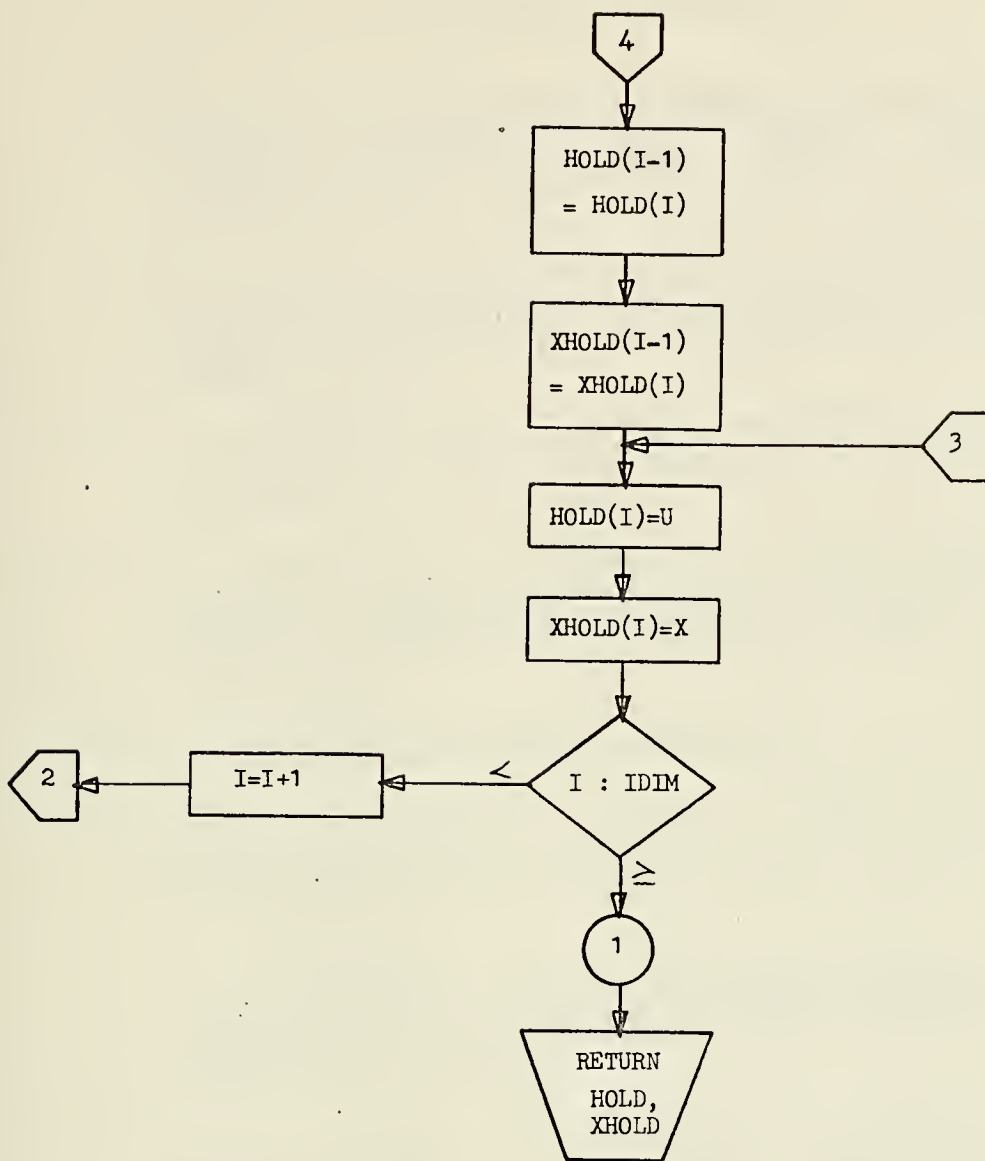 4
HOLD(I-1)
= HOLD(I)
XHOLD(I-1)
= XHOLD(I)
3
HOLD(I)=U
XHOLD(I)=X
2
I=I+1
<
I : IDIM
≥
1
RETURN
HOLD,
XHOLD